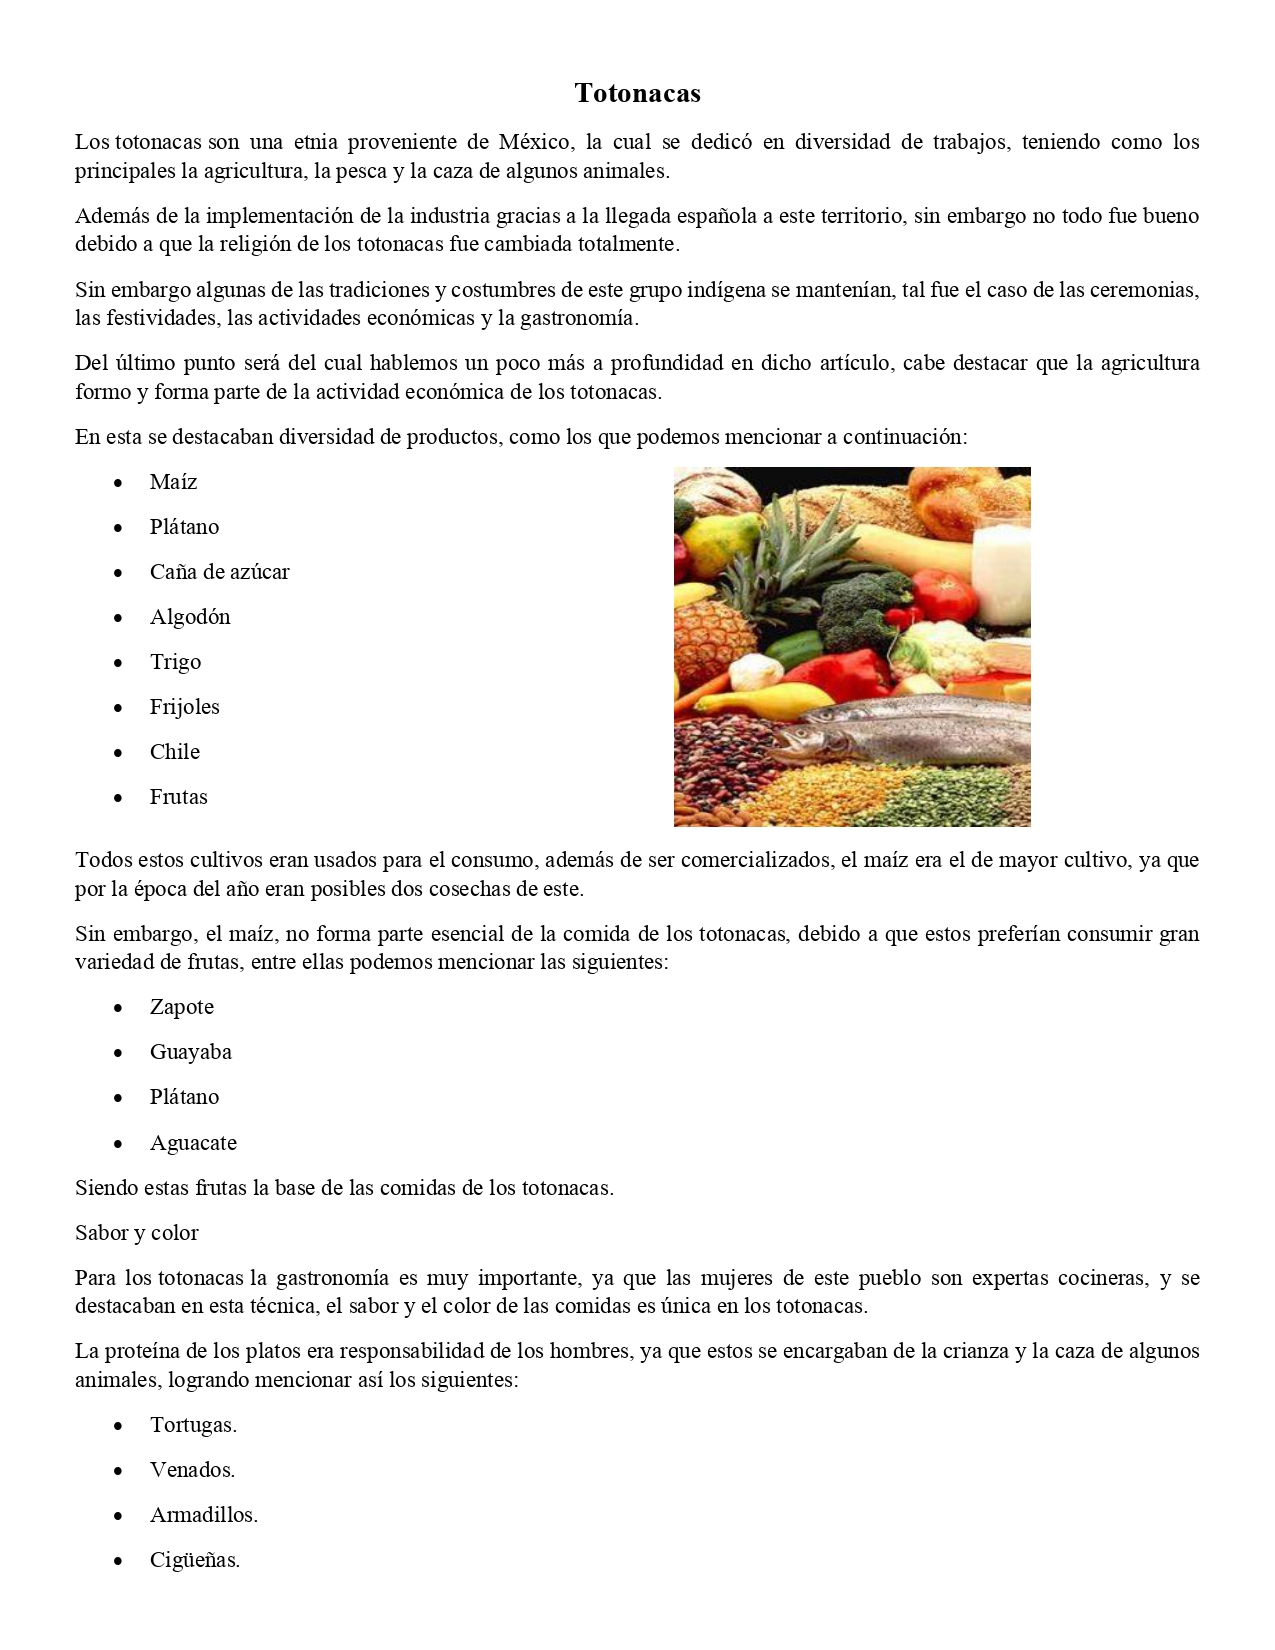 Totonacas
Los totonacas son una etnia proveniente de México, la cual se dedicó en diversidad de trabajos, teniendo como los
principales la agricultura, la pesca y la caza de algunos animales.
Además de la implementación de la industria gracias a la llegada española a este territorio, sin embargo no todo fue bueno
debido a que la religión de los totonacas fue cambiada totalmente.
Sin embargo algunas de las tradiciones y costumbres de este grupo indígena se mantenían, tal fue el caso de las ceremonias,
las festividades, las actividades económicas y la gastronomía.
Del último punto será del cual hablemos un poco más a profundidad en dicho artículo, cabe destacar que la agricultura
formo y forma parte de la actividad económica de los totonacas.
En esta se destacaban diversidad de productos, como los que podemos mencionar a continuación:
• Maíz
• Plátano
• Caña de azúcar
• Algodón
• Trigo
• Frijoles
• Chile
• Frutas
Todos estos cultivos eran usados para el consumo, además de ser comercializados, el maíz era el de mayor cultivo, ya que
por la época del año eran posibles dos cosechas de este.
Sin embargo, el maíz, no forma parte esencial de la comida de los totonacas, debido a que estos preferían consumir gran
variedad de frutas, entre ellas podemos mencionar las siguientes:
• Zapote
• Guayaba
• Plátano
• Aguacate
Siendo estas frutas la base de las comidas de los totonacas.
Sabor y color
Para los totonacas la gastronomía es muy importante, ya que las mujeres de este pueblo son expertas cocineras, y se
destacaban en esta técnica, el sabor y el color de las comidas es única en los totonacas.
La proteína de los platos era responsabilidad de los hombres, ya que estos se encargaban de la crianza y la caza de algunos
animales, logrando mencionar así los siguientes:
• Tortugas.
• Venados.
• Armadillos.
• Cigüeñas.